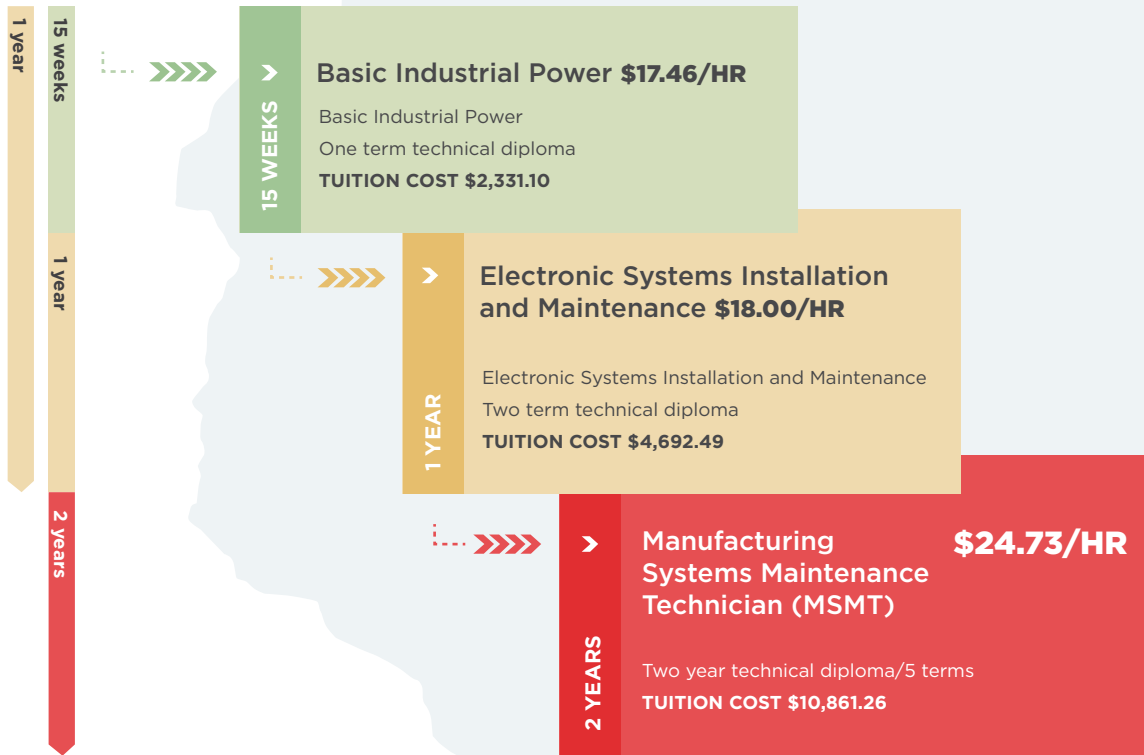 1 year
15 weeks
1 year
2 years
15 WEEKS
Basic Industrial Power $17.46/HR
Basic Industrial Power
One term technical diploma
TUITION COST $2,331.10
1 YEAR
Electronic Systems Installation
and Maintenance $18.00/HR
Electronic Systems Installation and Maintenance
Two term technical diploma
TUITION COST $4,692.49
2 YEARS
Manufacturing $24.73/HR
Systems Maintenance
Technician (MSMT)
Two year technical diploma/5 terms
TUITION COST $10,861.26